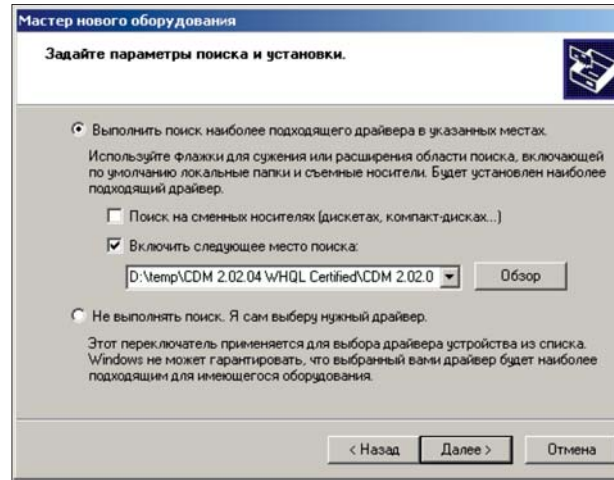 Мастер нового оборудования
Задайте параметры поиска и установки.
Выполнить поиск наиболее подходящего драйвера в указанных местах.
Используйте флажки для сужения или расширения области поиска, включающей
по умолчанию локальные папки и съемные носители. Будет установлен наиболее
подходящий драйвер.
Поиск на сменных носителях (дискетах, компакт-дисках...)
Включить следующее место поиска:
D:\temp\CDM 2.02.04 WHQL Certified\CDM 2.02.0
Обзор
Не выполнять поиск. Я сам выберу нужный драйвер.
Этот переключатель применяется для выбора драйвера устройства из списка.
Windows не может гарантировать, что выбранный вами драйвер будет наиболее
подходящим для имеющегося оборудования.
< Назад
Далее >
Отмена